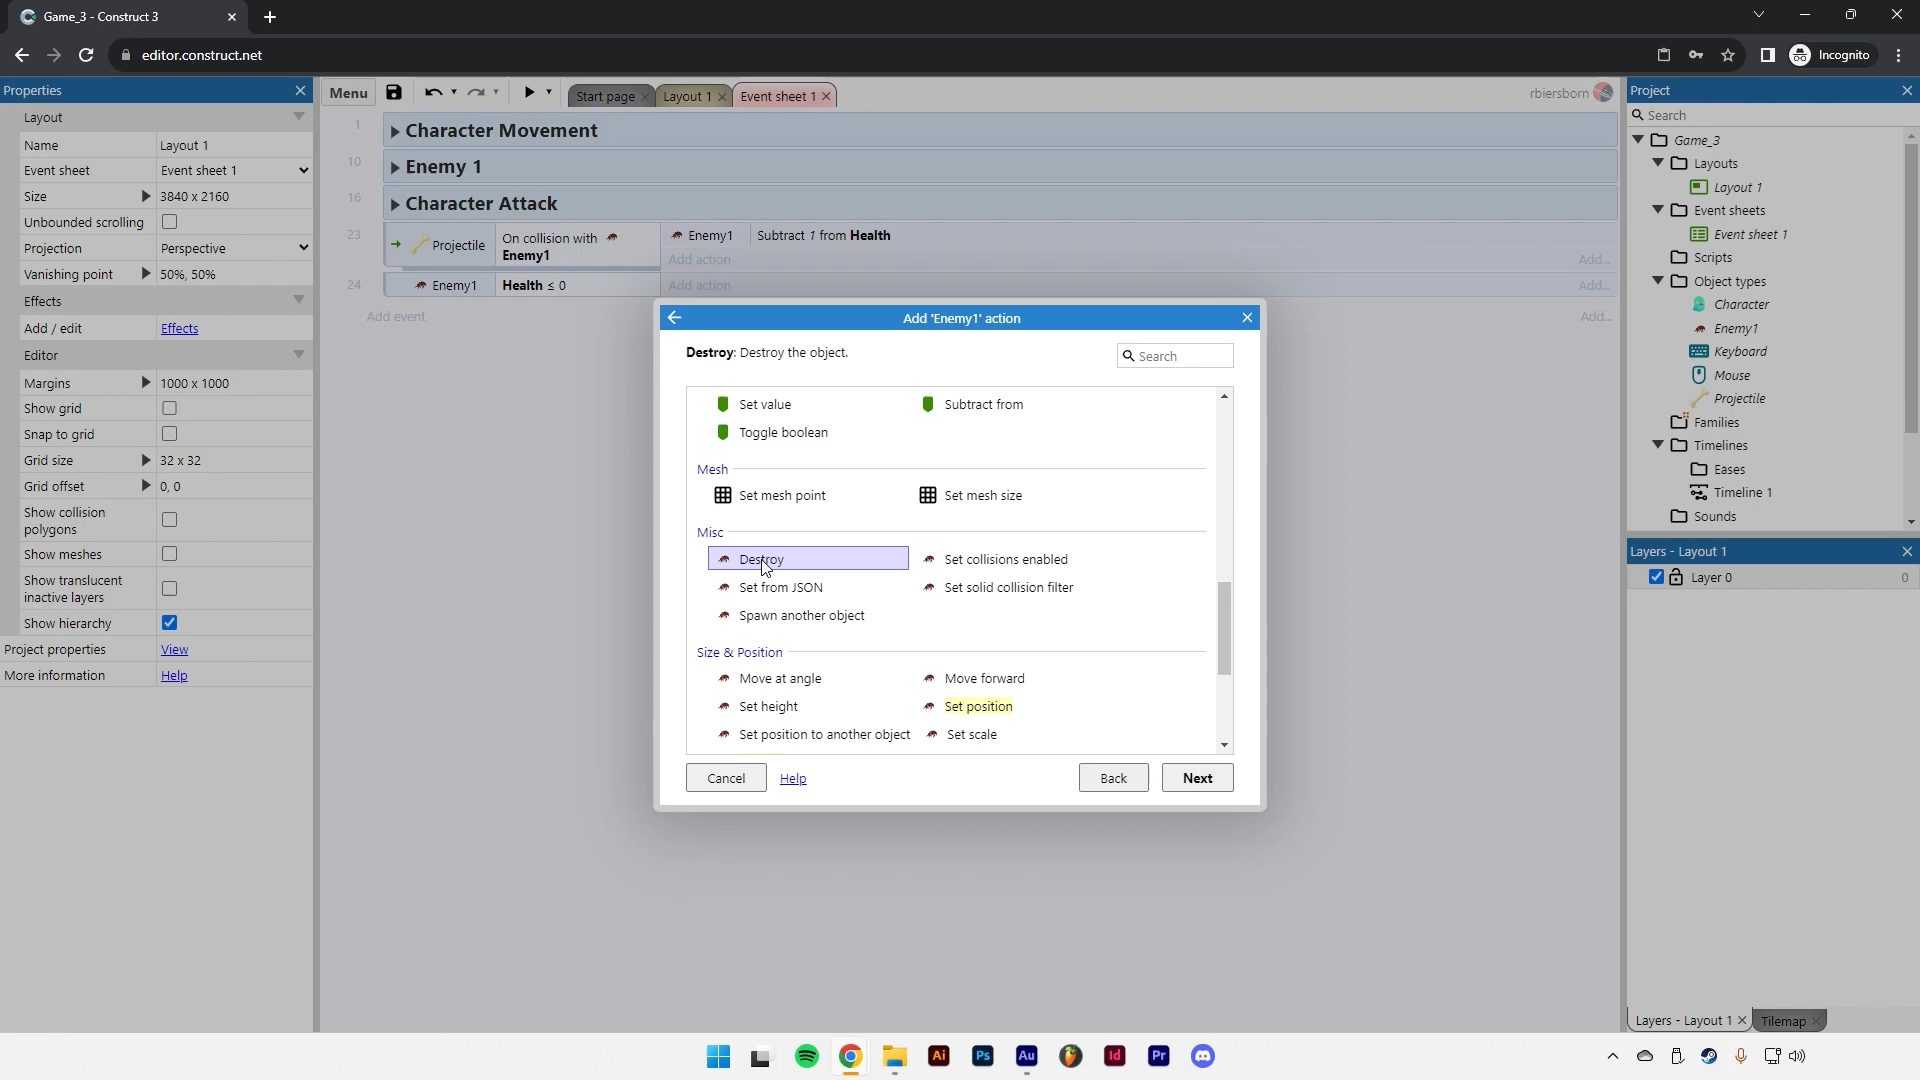 Game_3 - Construct 3
editor.construct.net
Incognito
Properties
Layout
Name Layout 1
Event sheet Event sheet 1
Size 3840 x 2160
Unbounded scrolling
Projection Perspective
Vanishing point 50%, 50%
Effects
Add / edit Effects
Editor
Margins 1000 x 1000
Show grid
Snap to grid
Grid size 32 x 32
Grid offset 0, 0
Show collision
polygons
Show meshes
Show translucent
inactive layers
Show hierarchy
Project properties View
More information Help
Menu
Start page
Layout 1
Event sheet 1
rbiersborn
1 Character Movement
10 Enemy 1
16 Character Attack
23 Projectile On collision with
Enemy1
Enemy1 Subtract 1 from Health
Add action Add...
24 Enemy1 Health ≤ 0 Add action Add...
Add event Add...
Add 'Enemy1' action
Destroy: Destroy the object.
Search
Set value Subtract from
Toggle boolean
Mesh
Set mesh point Set mesh size
Misc
Destroy Set collisions enabled
Set from JSON Set solid collision filter
Spawn another object
Size & Position
Move at angle Move forward
Set height Set position
Set position to another object Set scale
Cancel Help Back Next
Project
Search
Game_3
Layouts
Layout 1
Event sheets
Event sheet 1
Scripts
Object types
Character
Enemy1
Keyboard
Mouse
Projectile
Families
Timelines
Eases
Timeline 1
Sounds
Layers - Layout 1
Layer 0 0
Layers - Layout 1 Tilemap
Ai Ps Au Id Pr